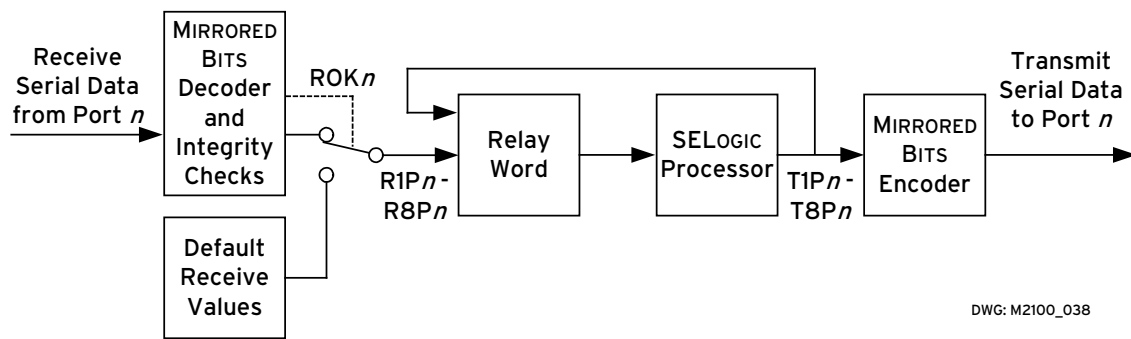 Receive
Serial Data
from Port n
MIRRORED
BITS
Decoder
and
Integrity
Checks
Default
Receive
Values
ROKn
R1Pn-
R8Pn
Relay
Word
SELOGIC
Processor
T1Pn-
T8Pn
MIRRORED
BITS
Encoder
Transmit
Serial Data
to Port n
DWG: M2100_038